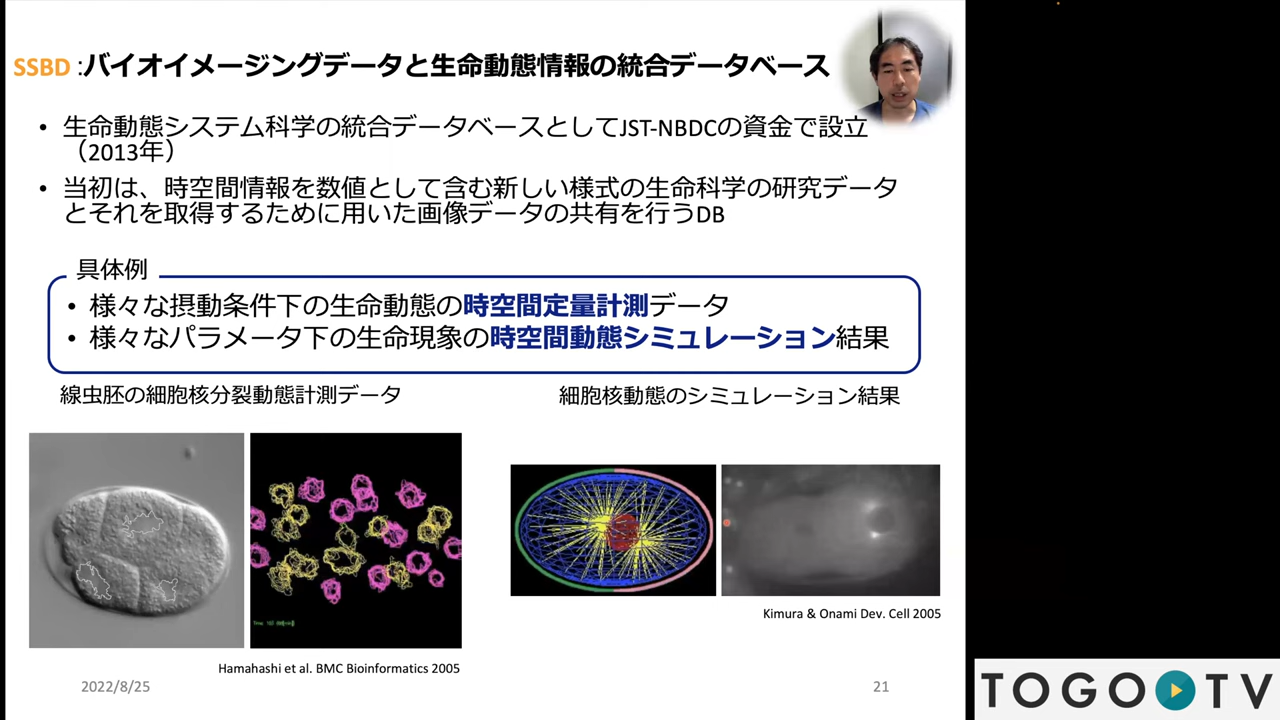 SSBD :バイオイメージングデータと生命動態情報の統合データベース
• 生命動態システム科学の統合データベースとしてJST-NBDCの資金で設立
（2013年）
• 当初は、時空間情報を数値として含む新しい様式の生命科学の研究データ
とそれを取得するために用いた画像データの共有を行うDB
具体例
• 様々な摂動条件下の生命動態の時空間定量計測データ
• 様々なパラメータ下の生命現象の時空間動態シミュレーション結果
線虫胚の細胞核分裂動態計測データ
細胞核動態のシミュレーション結果
Kimura & Onami Dev. Cell 2005
Hamahashi et al. BMC Bioinformatics 2005
2022/8/25
21
TOGO TV